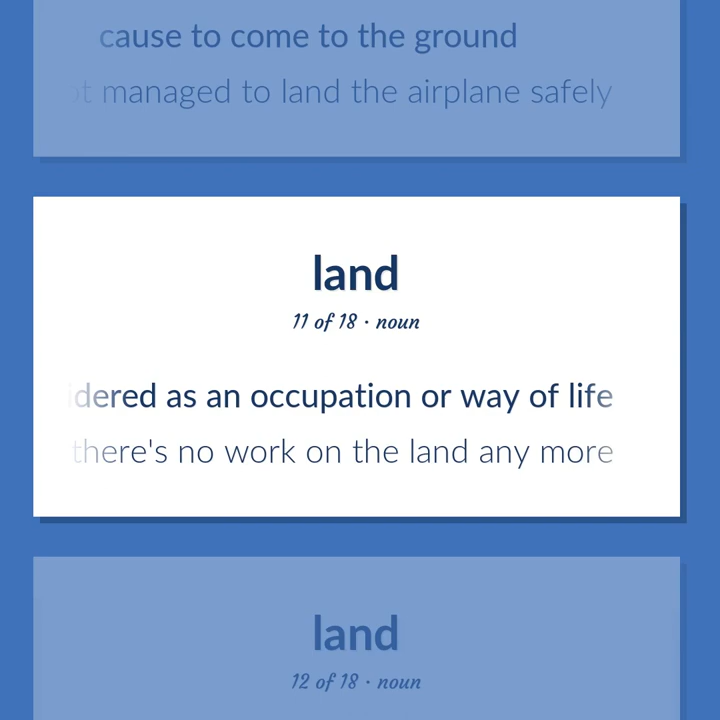 cause to come to the ground
managed to land the airplane safely
land
11 of 18 · noun
as an occupation or way of life
there's no work on the land any more
land
12 of 18 · noun